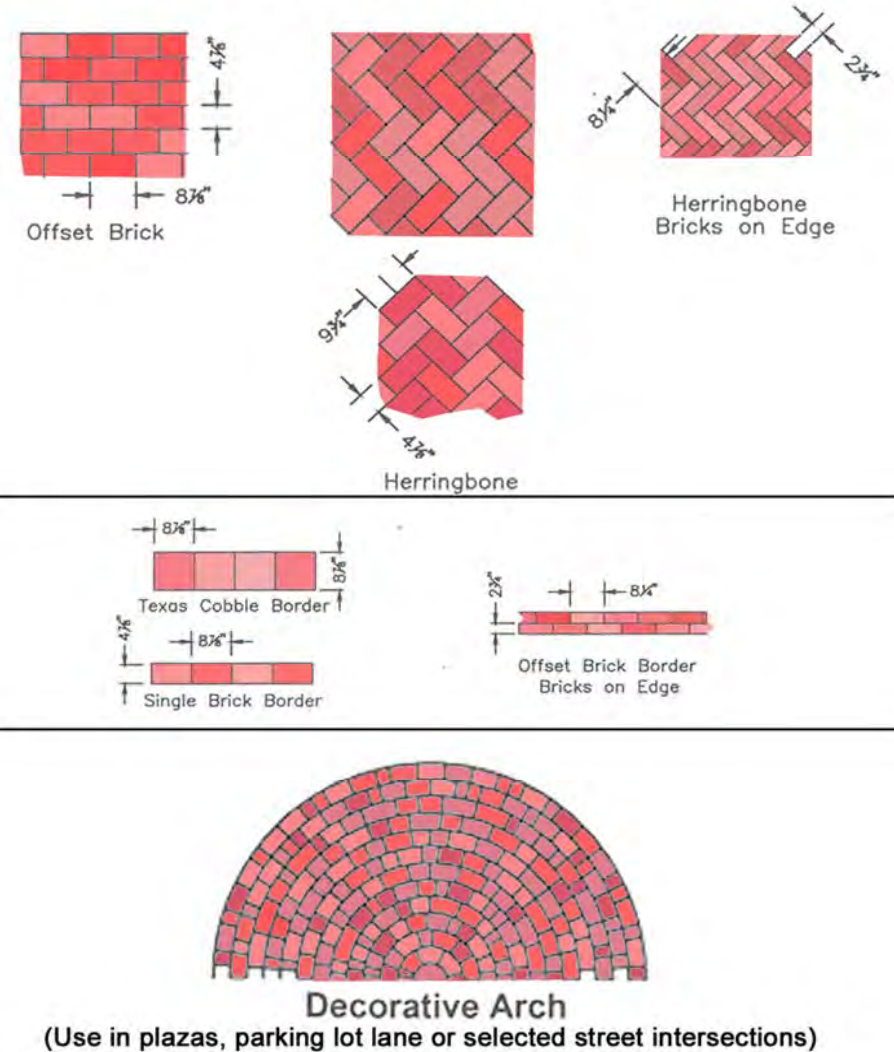 4⅞"
8⅞"
Offset Brick
8¼"
2¾"
Herringbone
Bricks on Edge
9¾"
4⅞"
Herringbone
8⅞"
8⅞"
Texas Cobble Border
4⅞"
8⅞"
Single Brick Border
2¾"
8¼"
Offset Brick Border
Bricks on Edge
Decorative Arch
(Use in plazas, parking lot lane or selected street intersections)